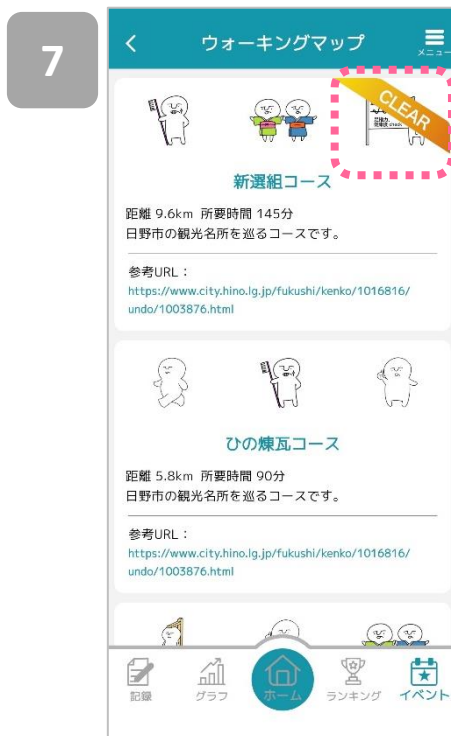 7
ウォーキングマップ
メニュー
CLEAR
新選組コース
距離 9.6km 所要時間 145分
日野市の観光名所を巡るコースです。
参考URL：
https://www.city.hino.lg.jp/fukushi/kenko/1016816/
undo/1003876.html
ひの煉瓦コース
距離 5.8km 所要時間 90分
日野市の観光名所を巡るコースです。
参考URL：
https://www.city.hino.lg.jp/fukushi/kenko/1016816/
undo/1003876.html
記録
グラフ
ホーム
ランキング
イベント